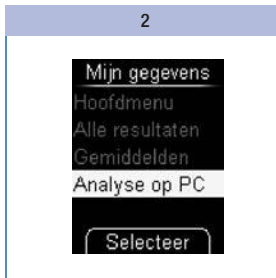 2
Mijn gegevens
Hoofdmenu
Alle resultaten
Gemiddelden
Analyse op PC
Selecteer